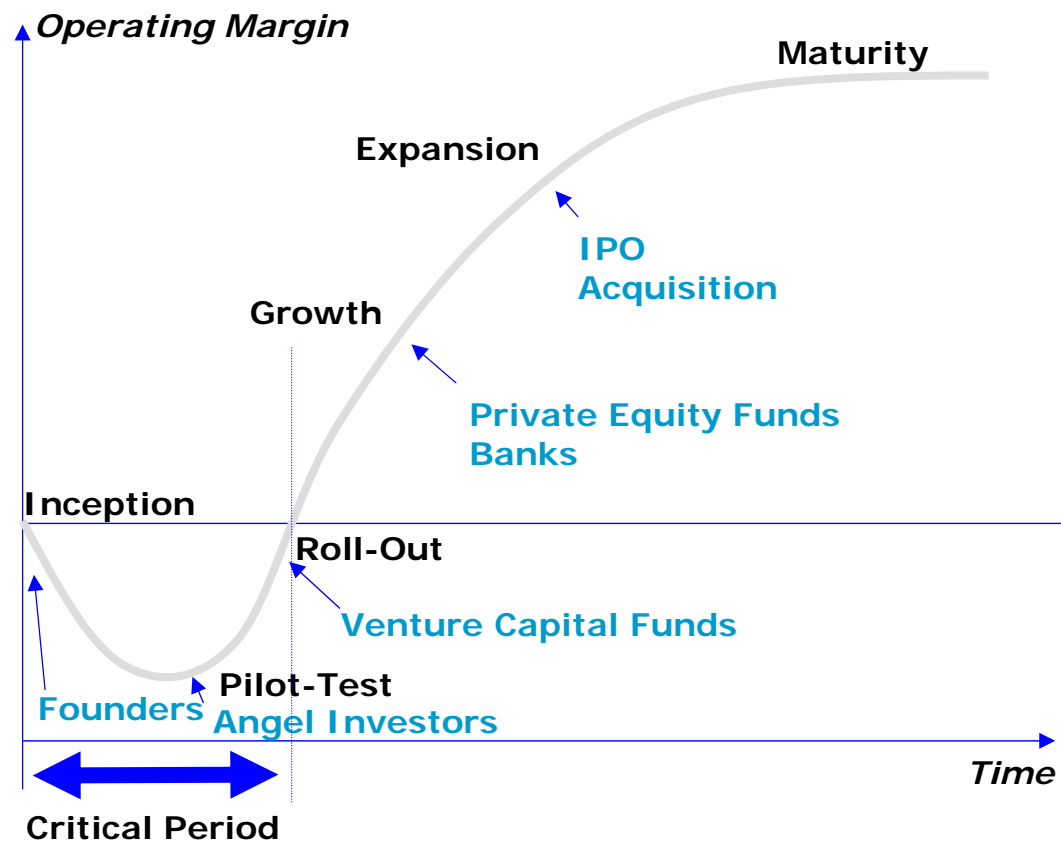 Operating Margin
Maturity
Expansion
IPO
Acquisition
Growth
Private Equity Funds
Banks
Inception
Roll-Out
Venture Capital Funds
Pilot-Test
Founders
Angel Investors
Time
Critical Period